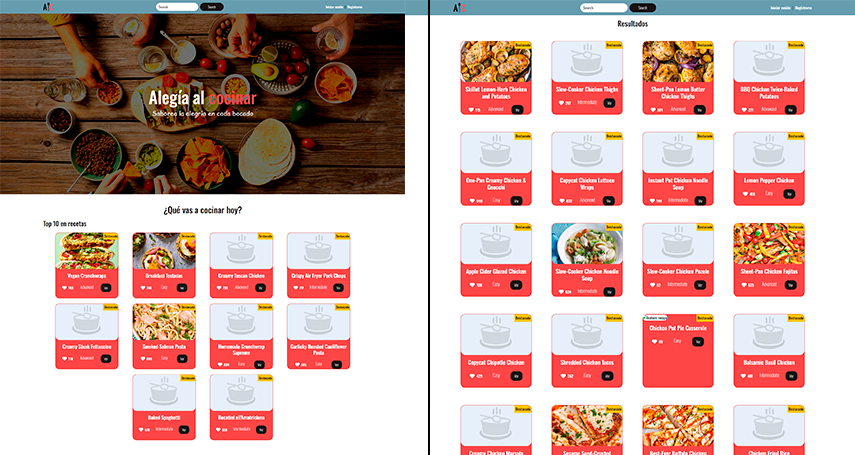 Search
Search
Iniciar sesión
Registrarse
Alegía al cocinar
Saborea la alegría en cada bocado
¿Qué vas a cocinar hoy?
Top 10 en recetas
Destacado
Vegan Crunchwraps
Advanced
Ver
Destacado
Breakfast Tostadas
Easy
Ver
Destacado
Creamy Tuscan Chicken
Advanced
Ver
Destacado
Crispy Air Fryer Pork Chops
Intermediate
Ver
Destacado
Creamy Steak Fettuccine
Advanced
Ver
Destacado
Smoked Salmon Pasta
Easy
Ver
Destacado
Homemade Crunchwrap
Supreme
Easy
Ver
Destacado
Garlicky Roasted Cauliflower
Pasta
Easy
Ver
Destacado
Baked Spaghetti
Intermediate
Ver
Destacado
Bucatini all'Amatriciana
Intermediate
Ver
Search
Search
Iniciar sesión
Registrarse
Resultados
Destacado
Skillet Lemon-Herb Chicken
and Potatoes
Advanced
Ver
Destacado
Slow-Cooker Chicken Thighs
Intermediate
Ver
Destacado
Sheet-Pan Lemon Butter
Chicken Thighs
Advanced
Ver
Destacado
BBQ Chicken Twice-Baked
Potatoes
Advanced
Ver
Destacado
One-Pan Creamy Chicken &
Gnocchi
Easy
Ver
Destacado
Copycat Chicken Lettuce
Wraps
Easy
Ver
Destacado
Instant Pot Chicken Noodle
Soup
Intermediate
Ver
Destacado
Lemon Pepper Chicken
Easy
Ver
Destacado
Apple Cider Glazed Chicken
Easy
Ver
Destacado
Slow-Cooker Chicken Noodle
Soup
Intermediate
Ver
Destacado
Slow-Cooker Chicken Pozole
Intermediate
Ver
Destacado
Sheet-Pan Chicken Fajitas
Advanced
Ver
Destacado
Copycat Chipotle Chicken
429
Easy
Ver
Destacado
Shredded Chicken Tacos
Easy
Ver
Destacado
Chicken Pot Pie Casserole
Easy
Ver
Destacado
Balsamic Basil Chicken
Intermediate
Ver
Destacado
Creamy Chicken Marsala
Destacado
Sesame Seed-Crusted
Destacado
Best-Ever Buffalo Chicken
Destacado
Chicken Fried Rice